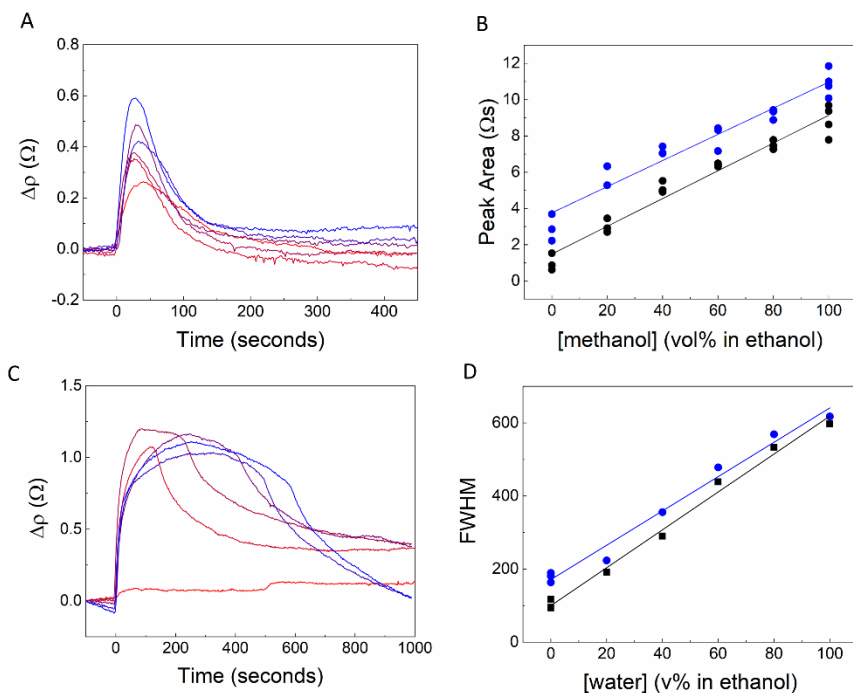 A
0.8
0.6
0.4
0.2
0.0
-0.2
Δρ (Ω)
0 100 200 300 400
Time (seconds)
B
12
10
8
6
4
2
0
Peak Area (Ωs)
0 20 40 60 80 100
[methanol] (vol% in ethanol)
C
1.5
1.0
0.5
0.0
Δρ (Ω)
0 200 400 600 800 1000
Time (seconds)
D
600
400
200
0
FWHM
0 20 40 60 80 100
[water] (v% in ethanol)